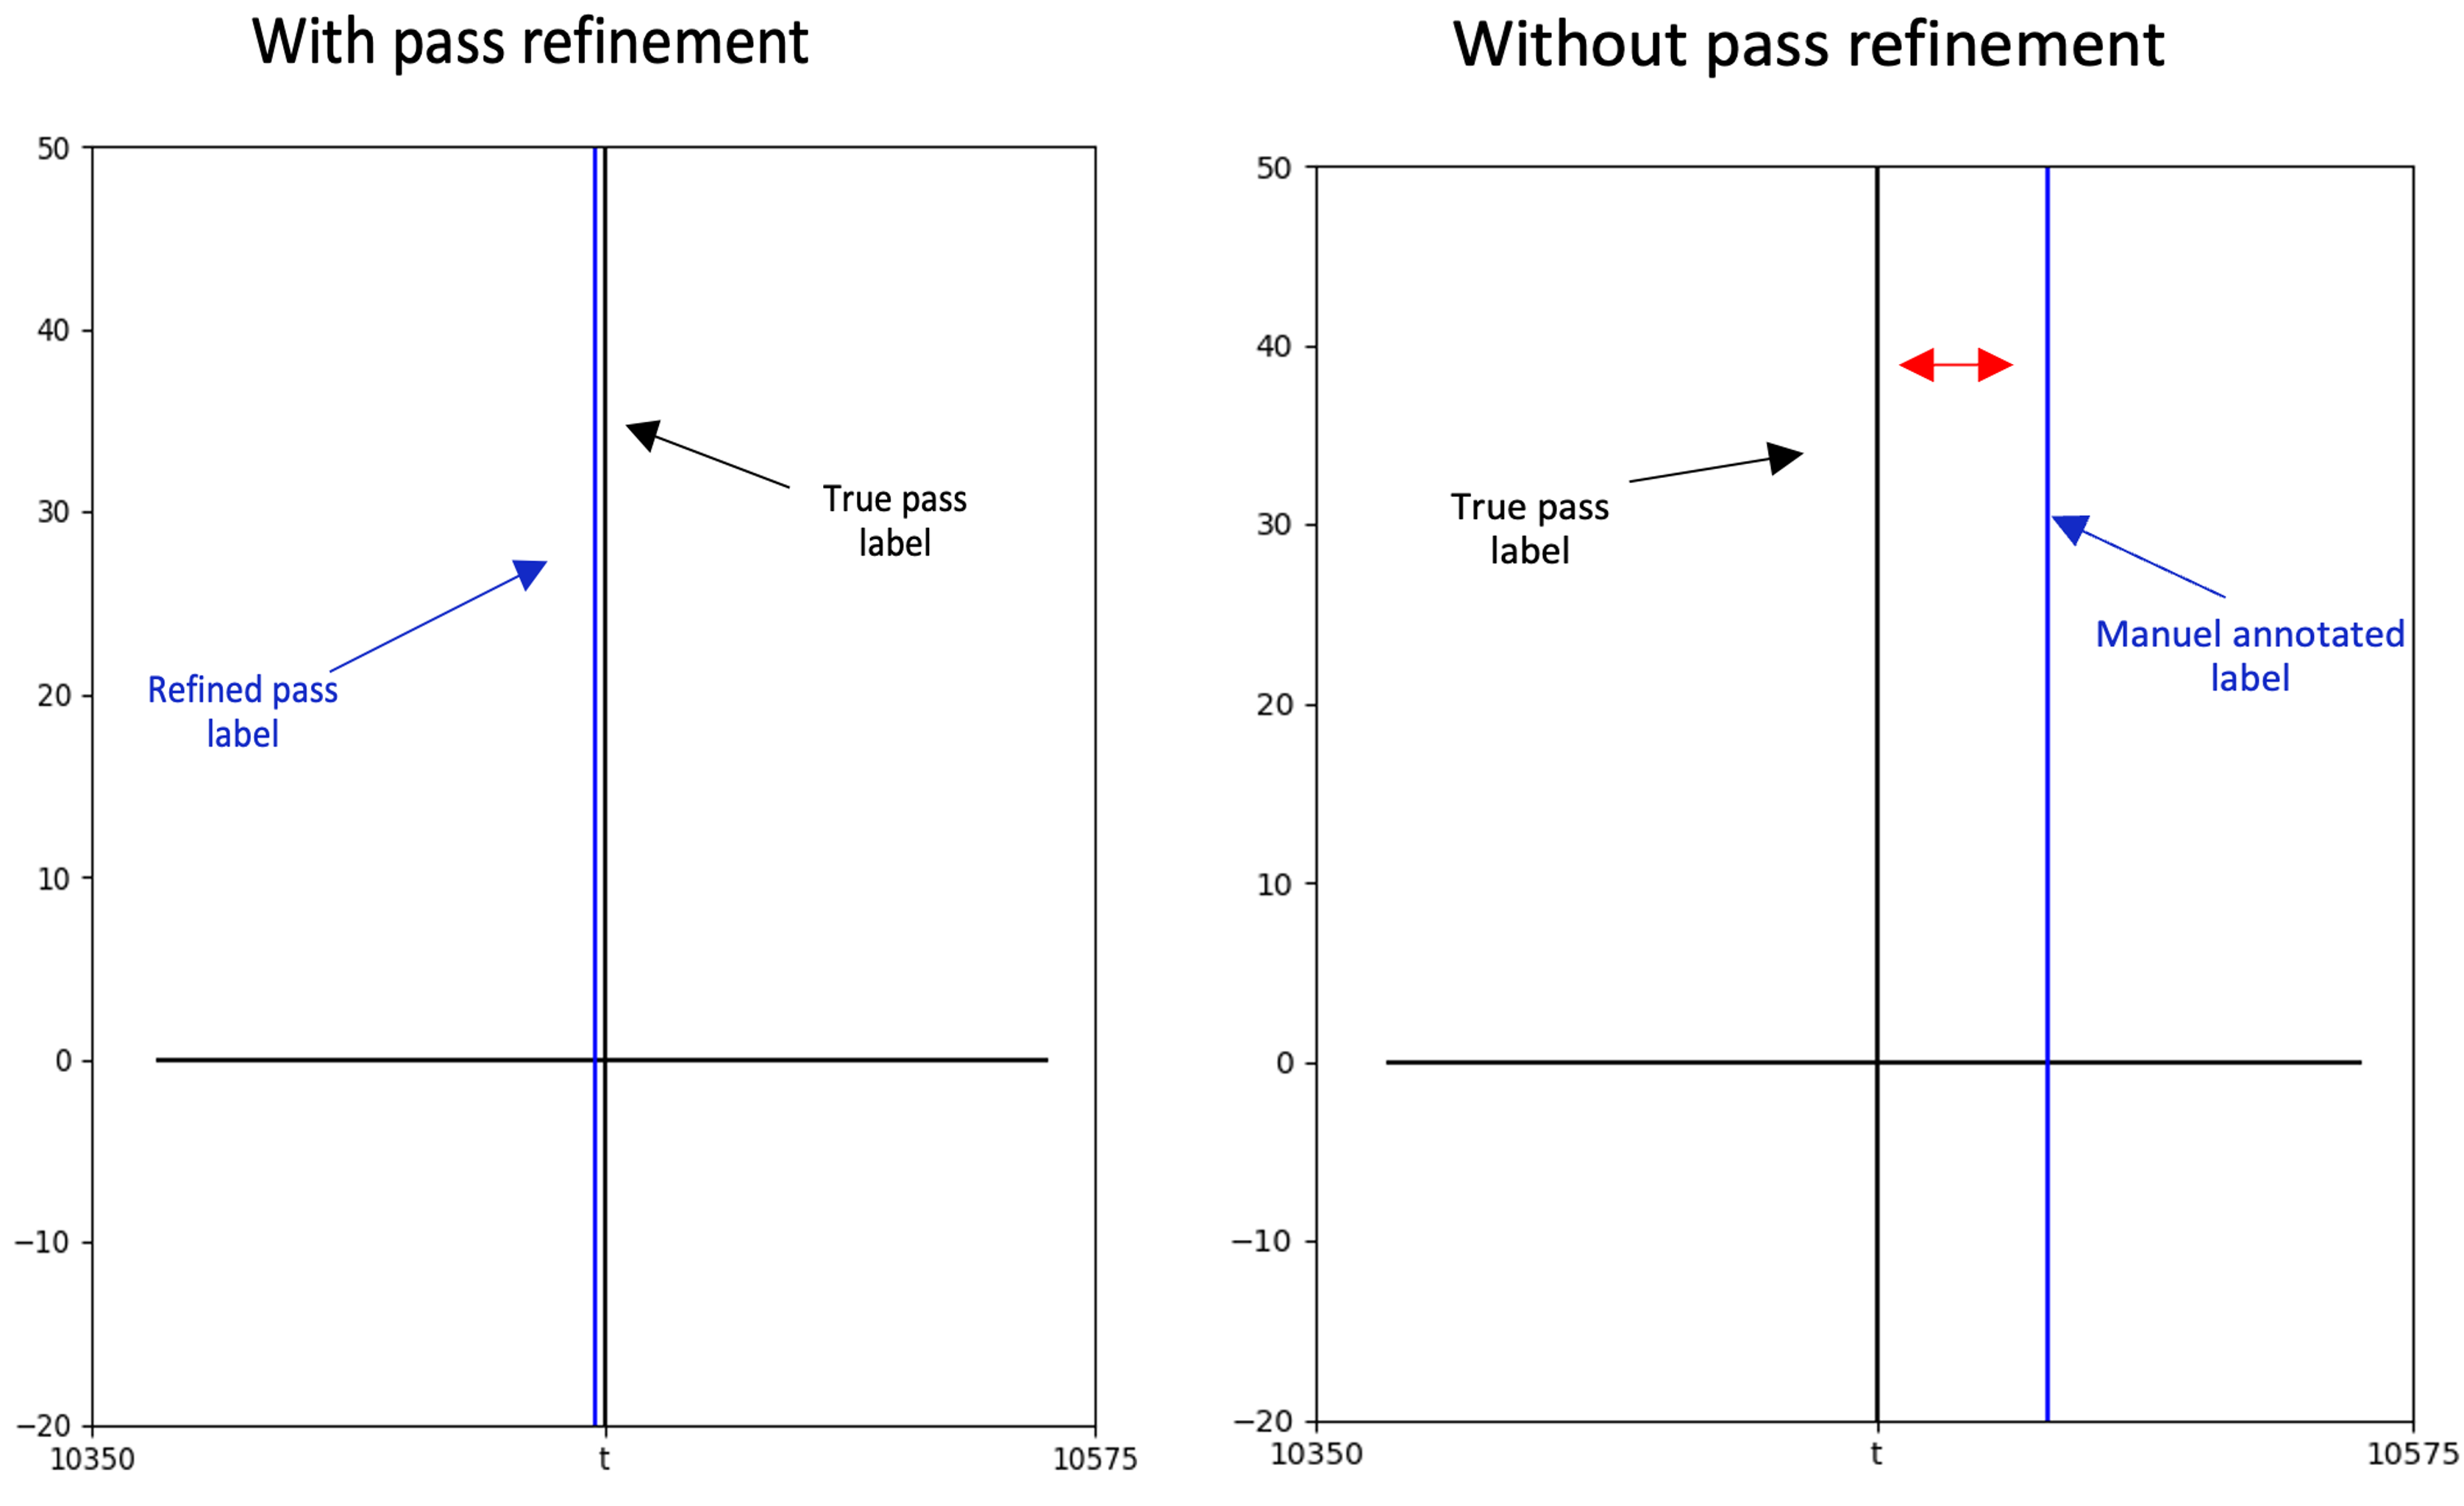 With pass refinement
50
40
30
20
10
0
−10
−20
10350
t
10575
True pass
label
Refined pass
label
Without pass refinement
50
40
30
20
10
0
−10
−20
10350
t
10575
True pass
label
Manuel annotated
label